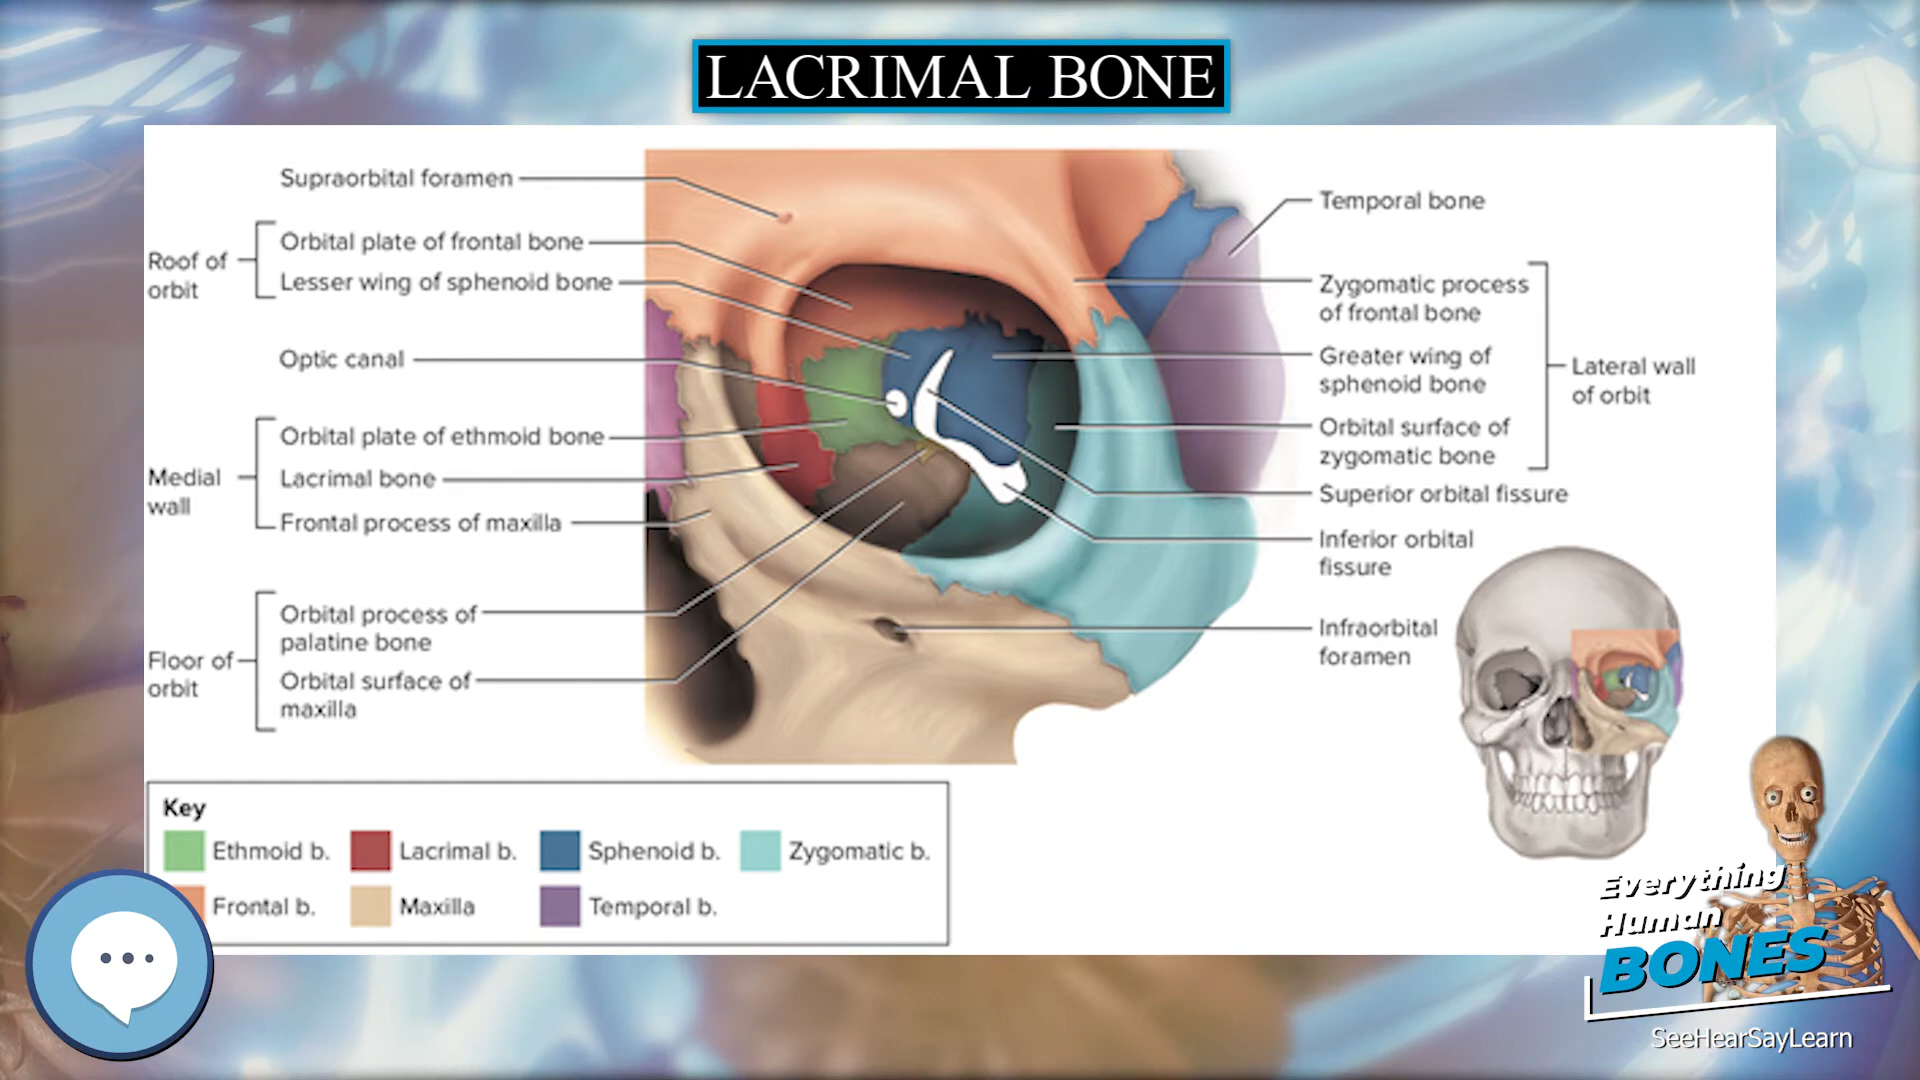 LACRIMAL BONE
Supraorbital foramen
Roof of
orbit
Orbital plate of frontal bone
Lesser wing of sphenoid bone
Optic canal
Medial
wall
Orbital plate of ethmoid bone
Lacrimal bone
Frontal process of maxilla
Floor of
orbit
Orbital process of
palatine bone
Orbital surface of
maxilla
Temporal bone
Zygomatic process
of frontal bone
Greater wing of
sphenoid bone
Orbital surface of
zygomatic bone
Lateral wall
of orbit
Superior orbital fissure
Inferior orbital
fissure
Infraorbital
foramen
Key
Ethmoid b.
Lacrimal b.
Sphenoid b.
Zygomatic b.
Frontal b.
Maxilla
Temporal b.
Everything
Human
BONES
SeeHearSayLearn